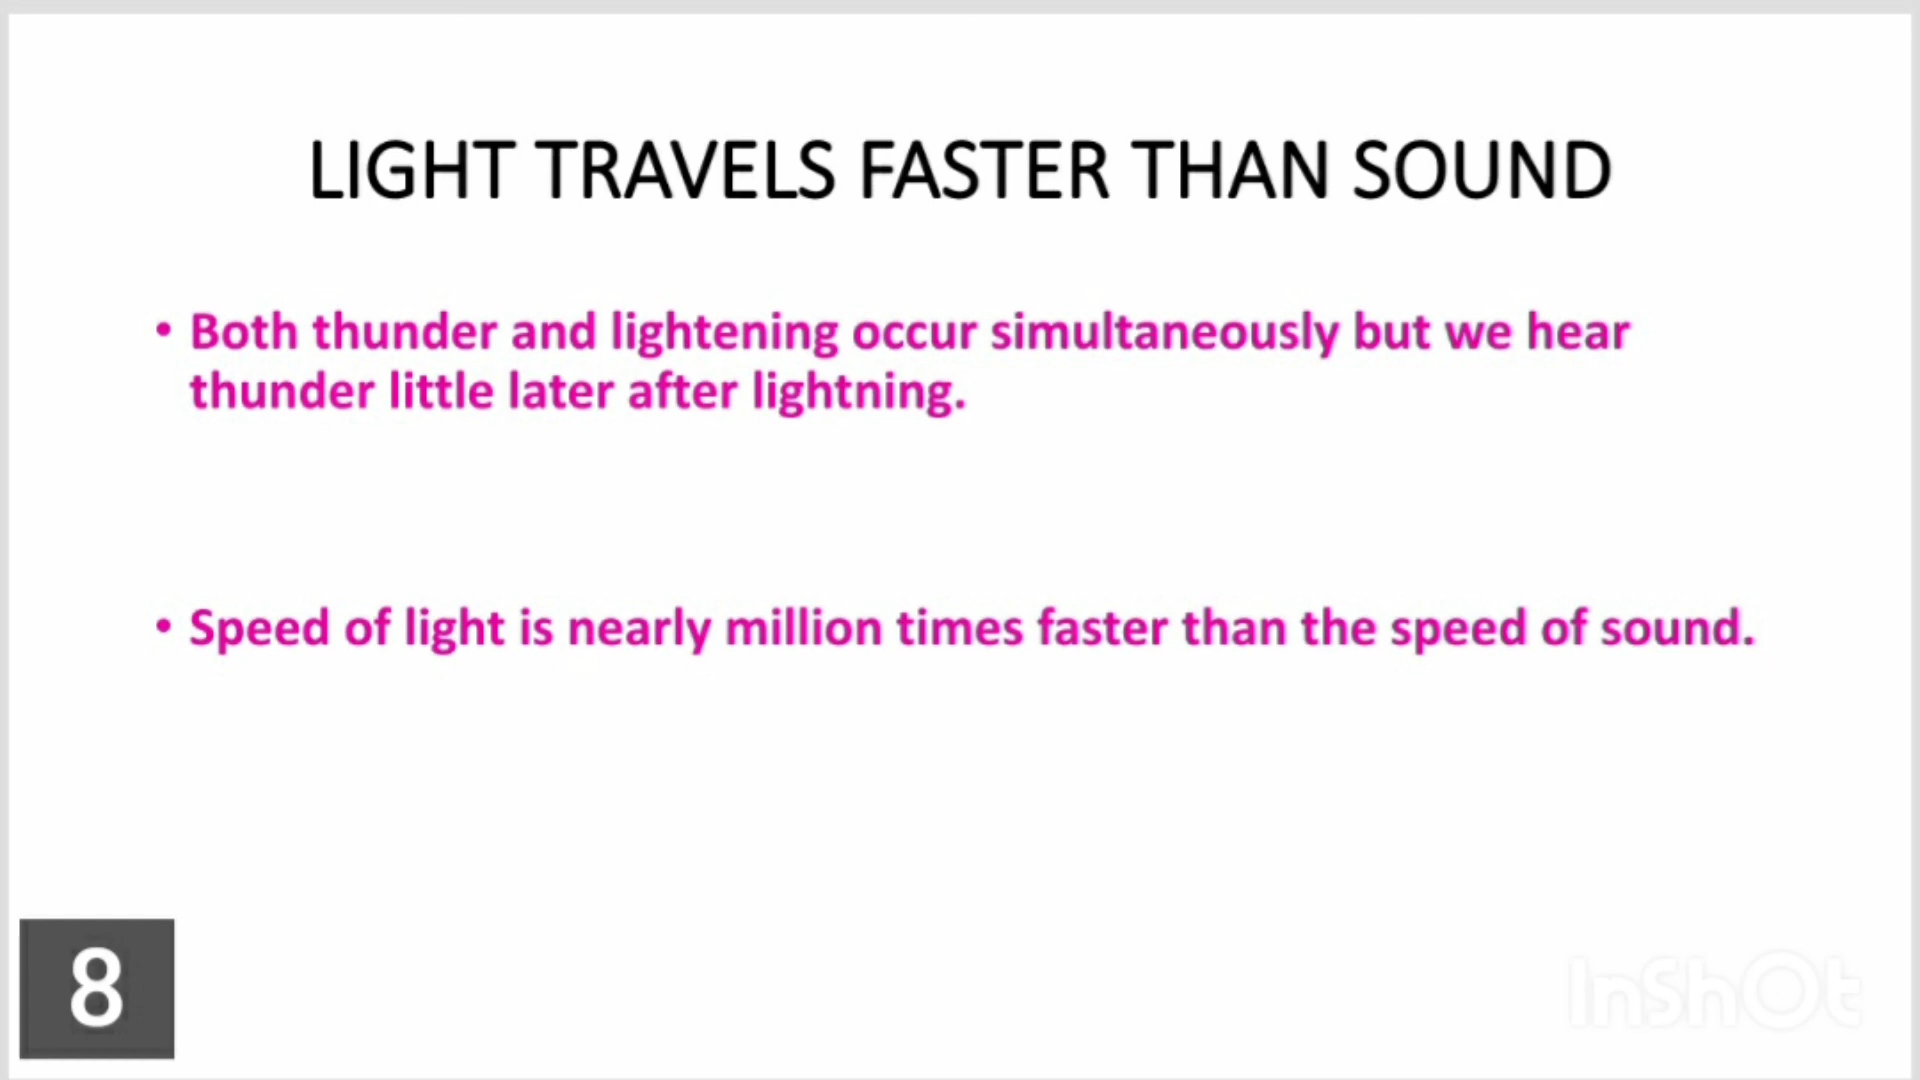 LIGHT TRAVELS FASTER THAN SOUND
• Both thunder and lightening occur simultaneously but we hear
thunder little later after lightning.
• Speed of light is nearly million times faster than the speed of sound.
8
InShOt